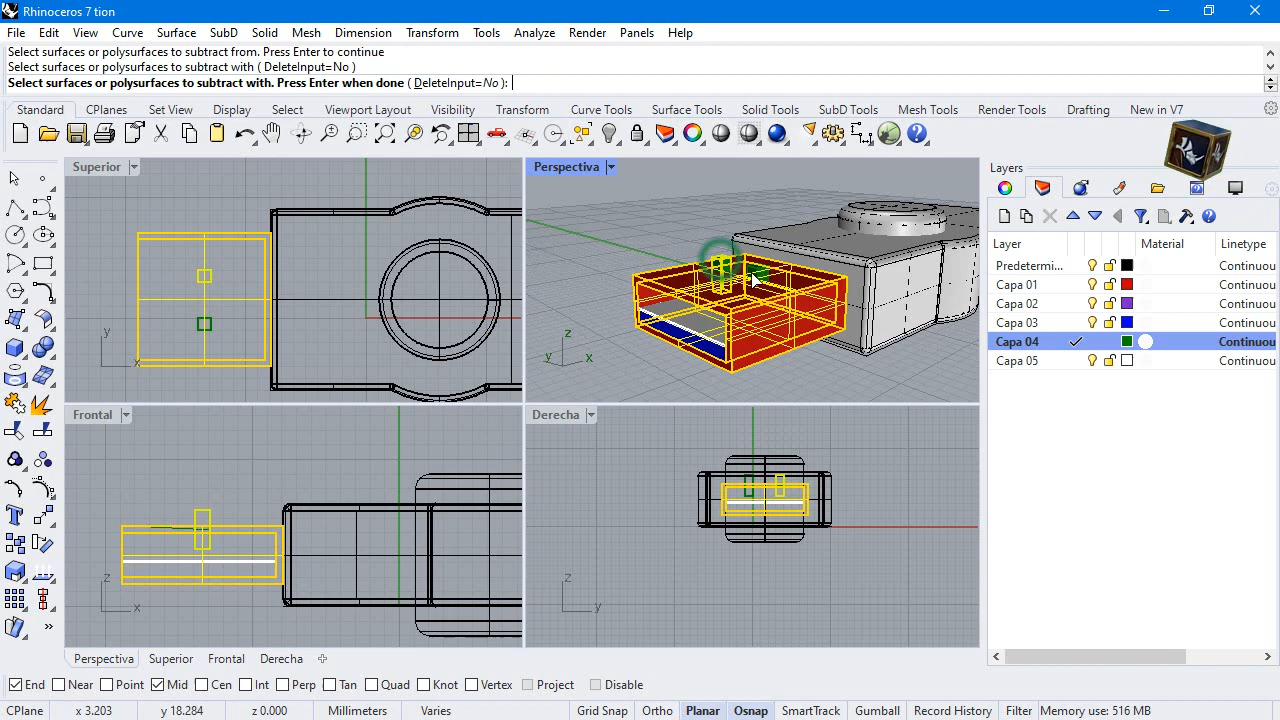 Rhinoceros 7 tion
File Edit View Curve Surface SubD Solid Mesh Dimension Transform Tools Analyze Render Panels Help
Select surfaces or polysurfaces to subtract from. Press Enter to continue
Select surfaces or polysurfaces to subtract with ( DeleteInput=No )
Select surfaces or polysurfaces to subtract with. Press Enter when done ( DeleteInput=No ):
Standard CPlanes Set View Display Select Viewport Layout Visibility Transform Curve Tools Surface Tools Solid Tools SubD Tools Mesh Tools Render Tools Drafting New in V7
Superior
Perspectiva
Layers
Layer Material Linetype
Predetermi... Continuou
Capa 01 Continuou
Capa 02 Continuou
Capa 03 Continuou
Capa 04 Continuou
Capa 05 Continuou
y
x
z
y
x
Frontal
Derecha
z
x
z
y
Perspectiva Superior Frontal Derecha
End Near Point Mid Cen Int Perp Tan Quad Knot Vertex Project Disable
CPlane x 3.203 y 18.284 z 0.000 Millimeters Varies Grid Snap Ortho Planar Osnap SmartTrack Gumball Record History Filter Memory use: 516 MB